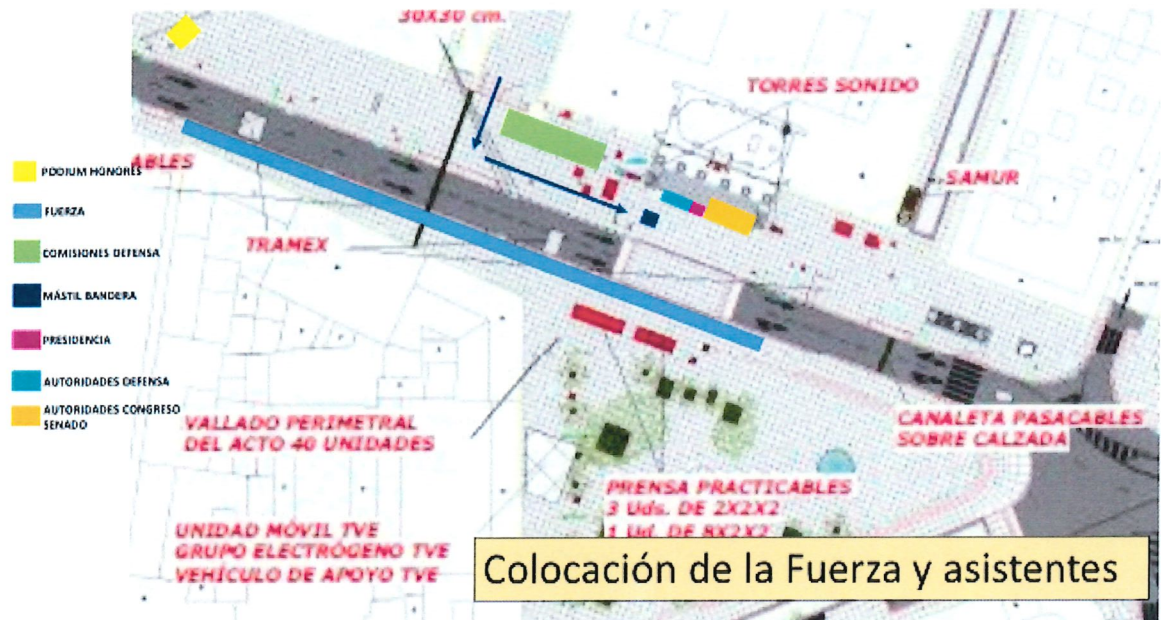 30X30 cm.
TORRES SONIDO
ABLES
SAMUR
PODIUM HONORES
FUERZA
TRAMEX
COMISIONES DEFENSA
MÁSTIL BANDERA
PRESIDENCIA
AUTORIDADES DEFENSA
AUTORIDADES CONGRESO
SENADO
VALLADO PERIMETRAL
DEL ACTO 40 UNIDADES
CANALETA PASACABLES
SOBRE CALZADA
PRENSA PRACTICABLES
3 Uds. DE 2X2X2
1 Ud. DE 8X2X2
UNIDAD MÓVIL TVE
GRUPO ELECTRÓGENO TVE
VEHÍCULO DE APOYO TVE
Colocación de la Fuerza y asistentes